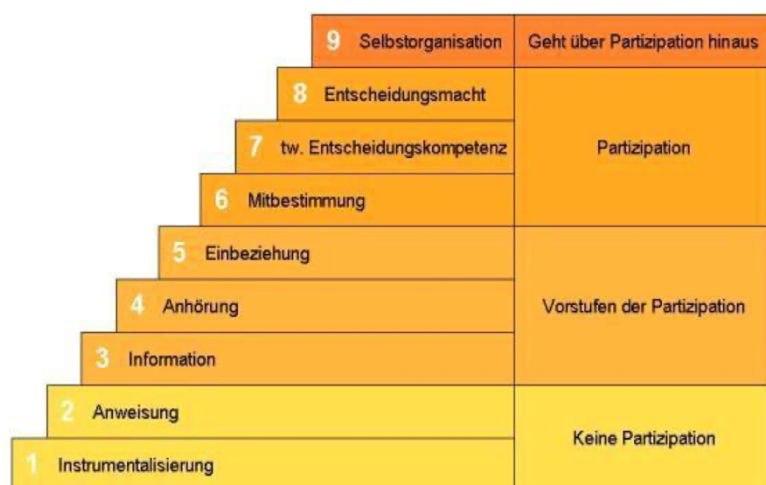 9 Selbstorganisation Geht über Partizipation hinaus
8 Entscheidungsmacht
7 tw. Entscheidungskompetenz Partizipation
6 Mitbestimmung
5 Einbeziehung
4 Anhörung Vorstufen der Partizipation
3 Information
2 Anweisung
Keine Partizipation
1 Instrumentalisierung